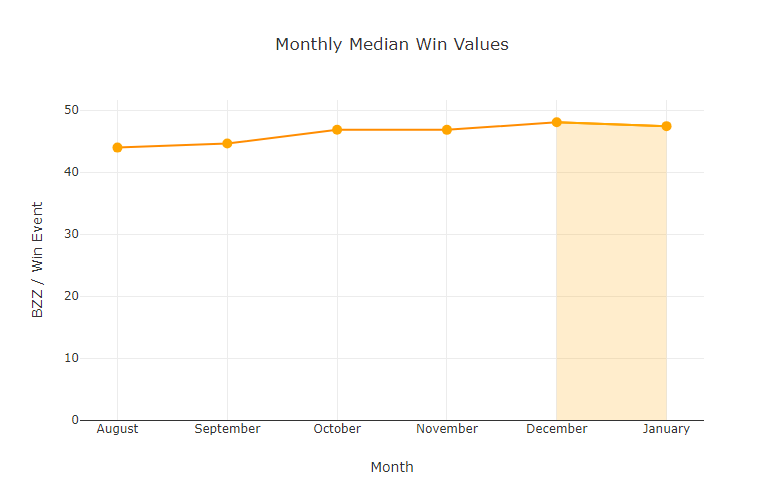 Monthly Median Win Values
50
40
30
20
10
0
BZZ / Win Event
August September October November December January
Month